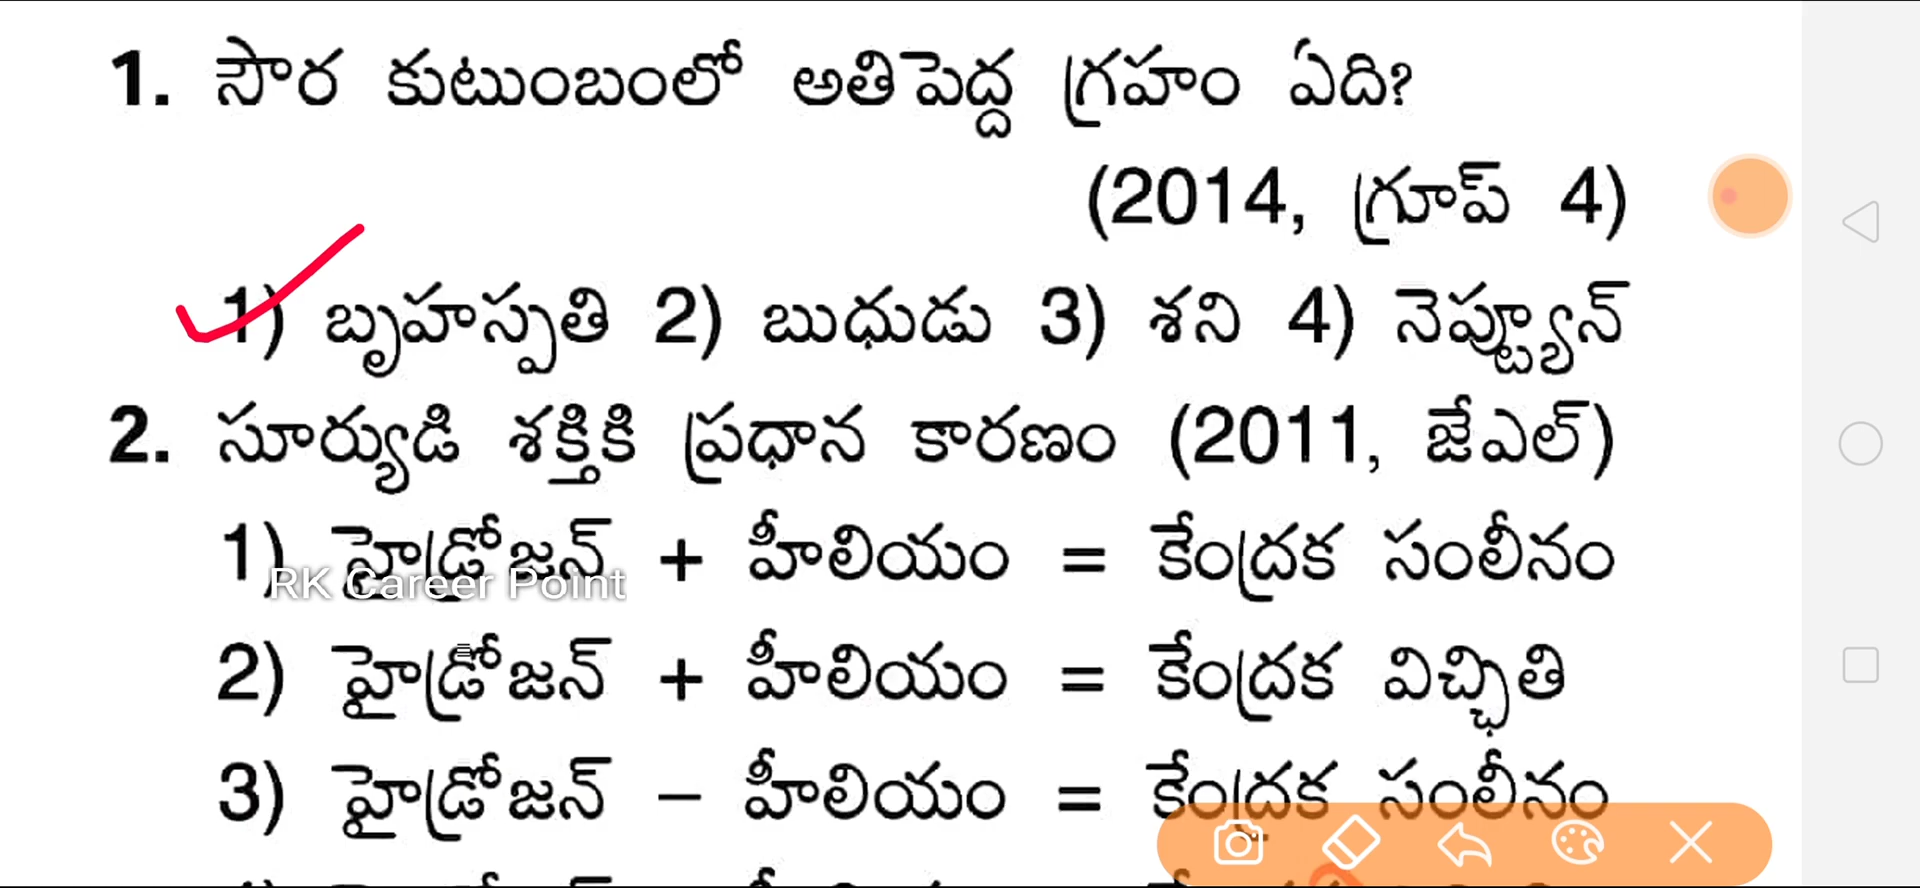 1. సౌర కుటుంబంలో అతిపెద్ద గ్రహం ఏది?
(2014, గ్రూప్ 4)
1) బృహస్పతి 2) బుధుడు 3) శని 4) నెప్ట్యూన్
2. సూర్యుడి శక్తికి ప్రధాన కారణం (2011, జేఎల్)
1) హైడ్రోజన్ + హీలియం = కేంద్రక సంలీనం
RK Career Point
2) హైడ్రోజన్ + హీలియం = కేంద్రక విచ్ఛితి
3) హైడ్రోజన్ – హీలియం = కేంద్రక సంలీనం